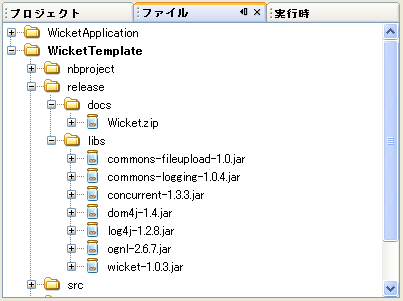 プロジェクト ファイル 実行時
WicketApplication
WicketTemplate
nbproject
release
docs
Wicket.zip
libs
commons-fileupload-1.0.jar
commons-logging-1.0.4.jar
concurrent-1.3.3.jar
dom4j-1.4.jar
log4j-1.2.8.jar
ognl-2.6.7.jar
wicket-1.0.3.jar
src